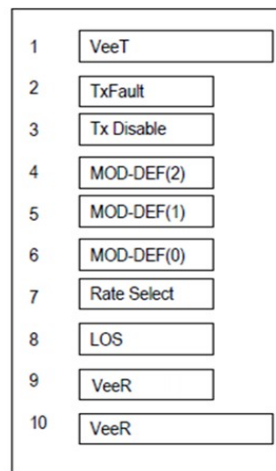 1 VeeT
2 TxFault
3 Tx Disable
4 MOD-DEF(2)
5 MOD-DEF(1)
6 MOD-DEF(0)
7 Rate Select
8 LOS
9 VeeR
10 VeeR